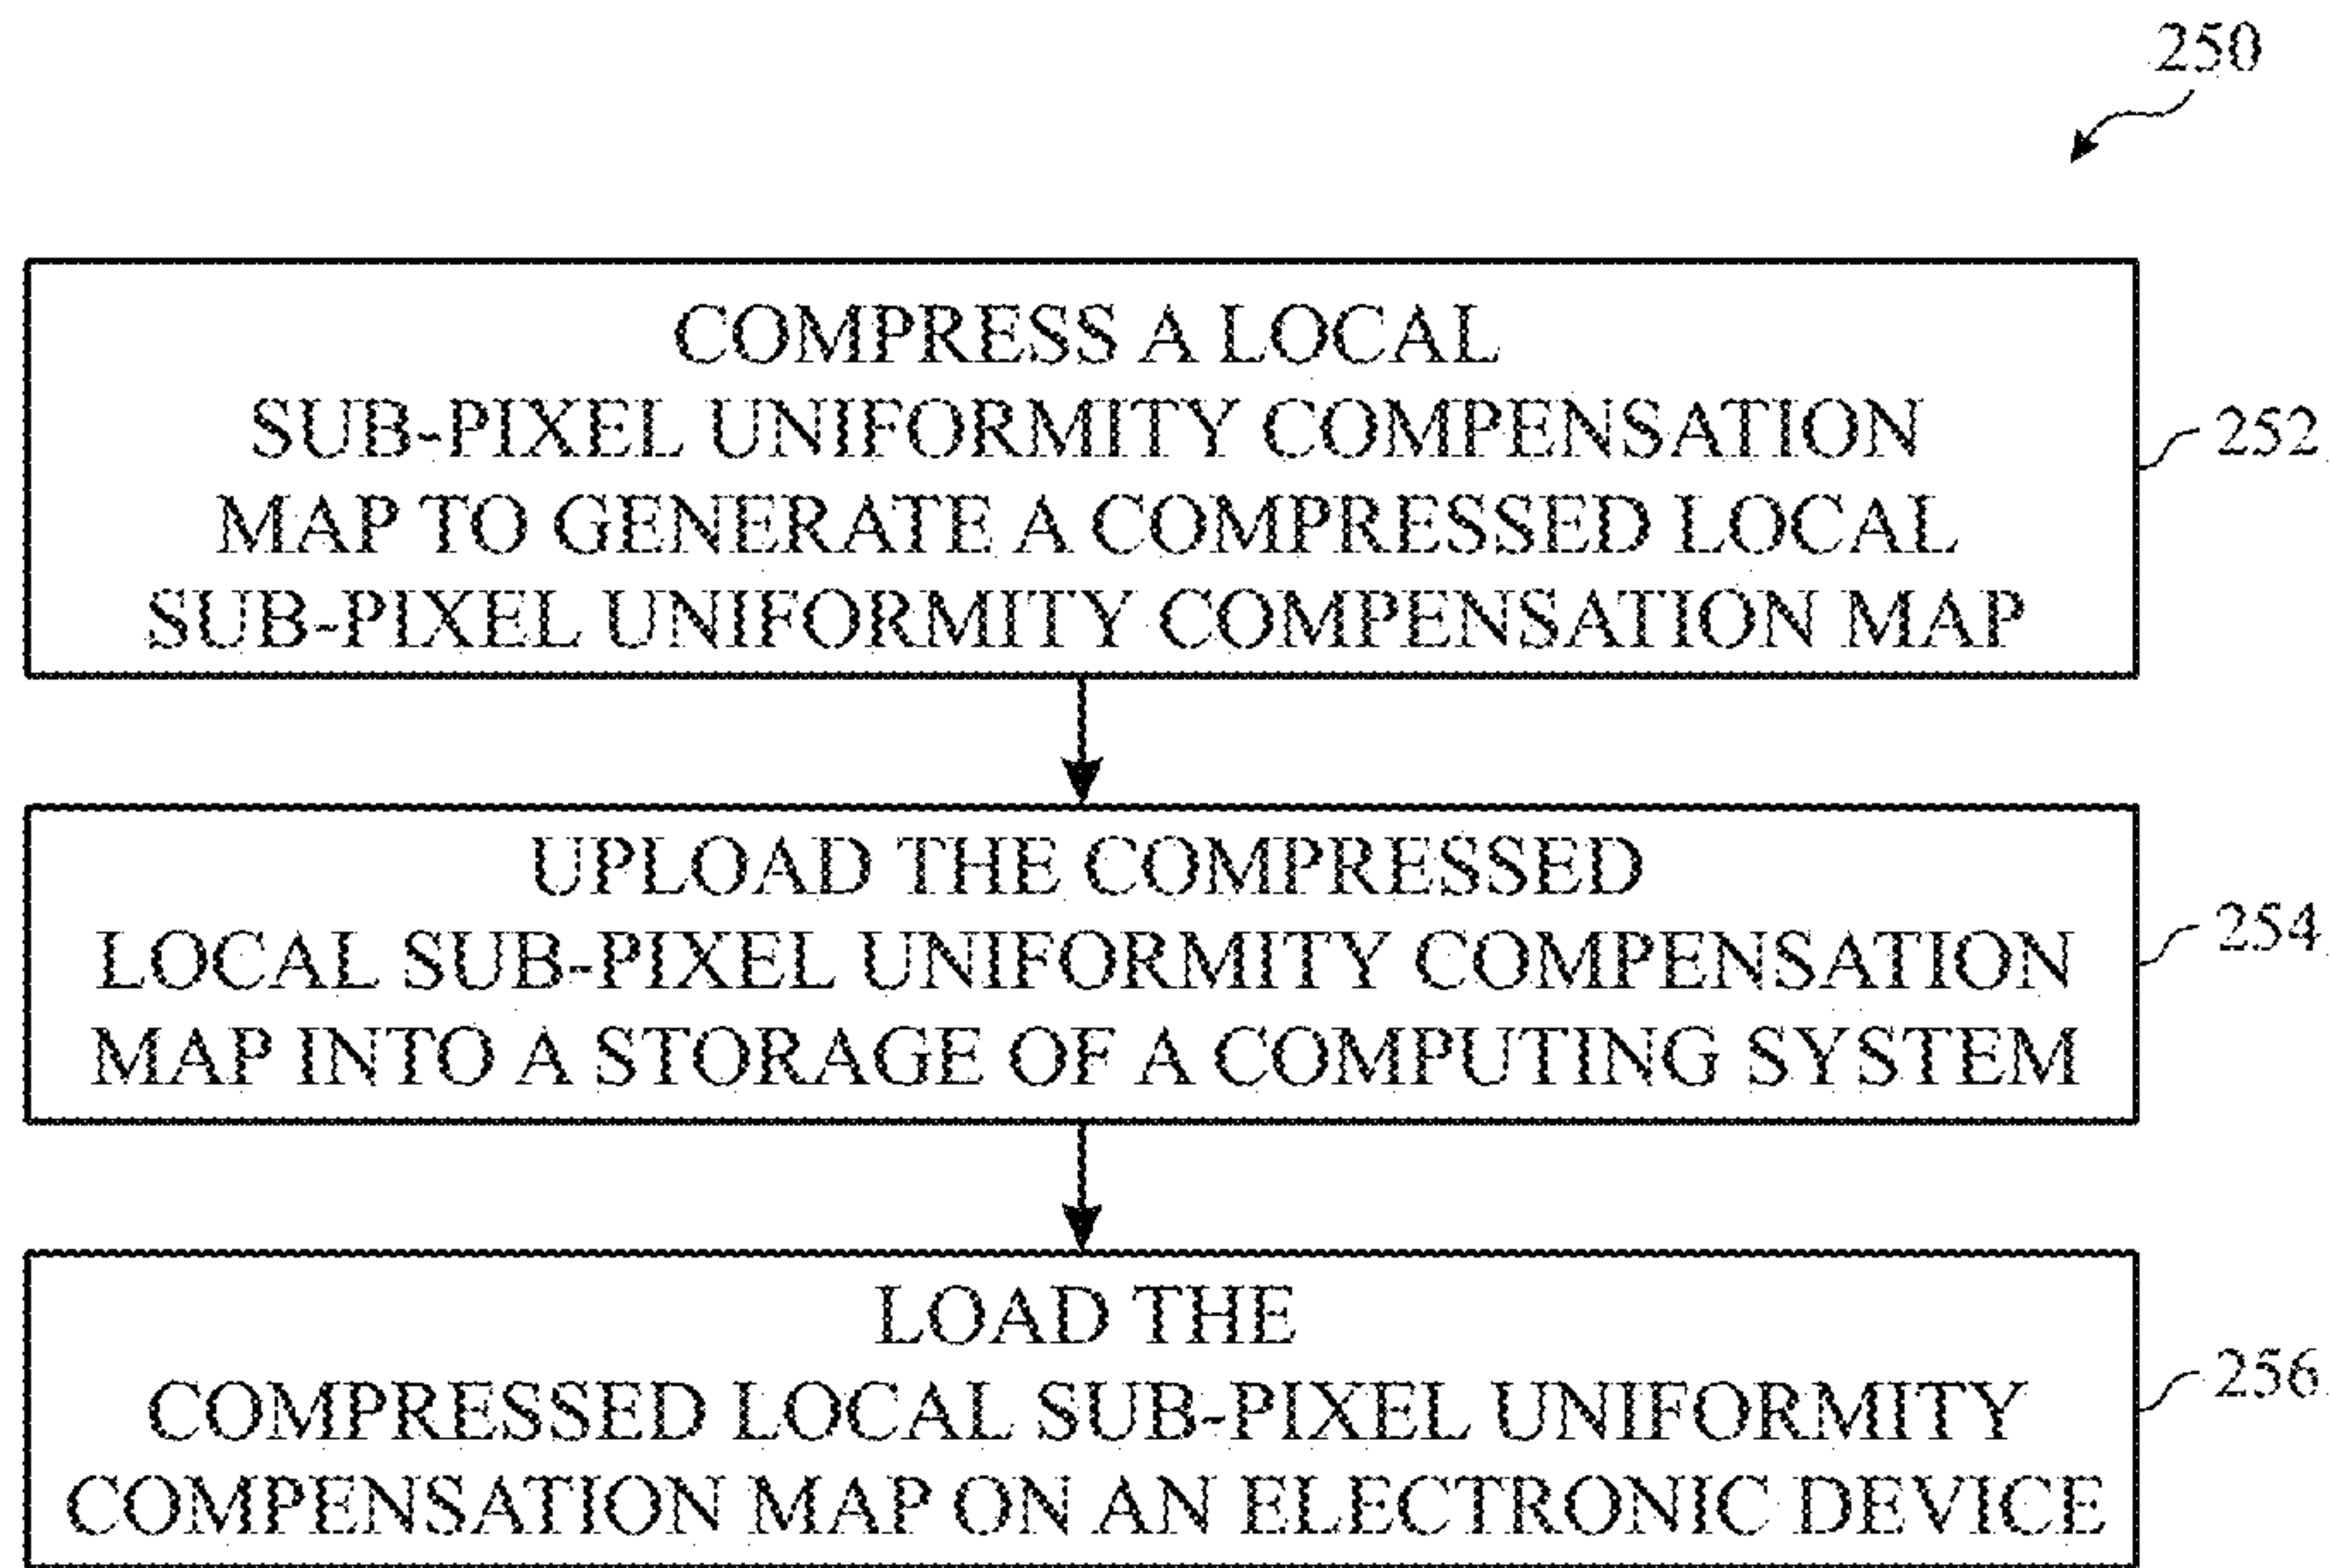 250
COMPRESS A LOCAL
SUB-PIXEL UNIFORMITY COMPENSATION
MAP TO GENERATE A COMPRESSED LOCAL
SUB-PIXEL UNIFORMITY COMPENSATION MAP
252
UPLOAD THE COMPRESSED
LOCAL SUB-PIXEL UNIFORMITY COMPENSATION
MAP INTO A STORAGE OF A COMPUTING SYSTEM
254
LOAD THE
COMPRESSED LOCAL SUB-PIXEL UNIFORMITY
COMPENSATION MAP ON AN ELECTRONIC DEVICE
256